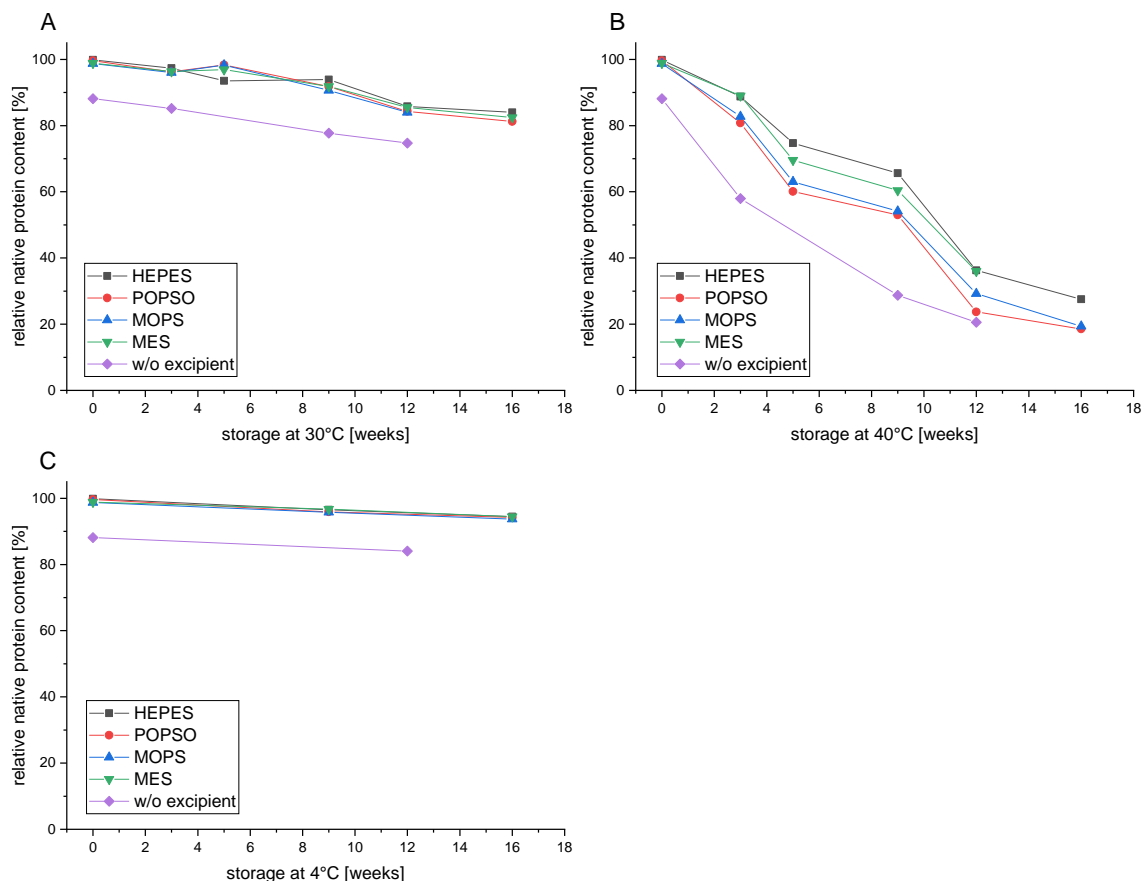 A
relative native protein content [%]
100
80
60
40
20
0
HEPES
POPSO
MOPS
MES
w/o excipient
0 2 4 6 8 10 12 14 16 18
storage at 30°C [weeks]
B
relative native protein content [%]
100
80
60
40
20
0
HEPES
POPSO
MOPS
MES
w/o excipient
0 2 4 6 8 10 12 14 16 18
storage at 40°C [weeks]
C
relative native protein content [%]
100
80
60
40
20
0
HEPES
POPSO
MOPS
MES
w/o excipient
0 2 4 6 8 10 12 14 16 18
storage at 4°C [weeks]